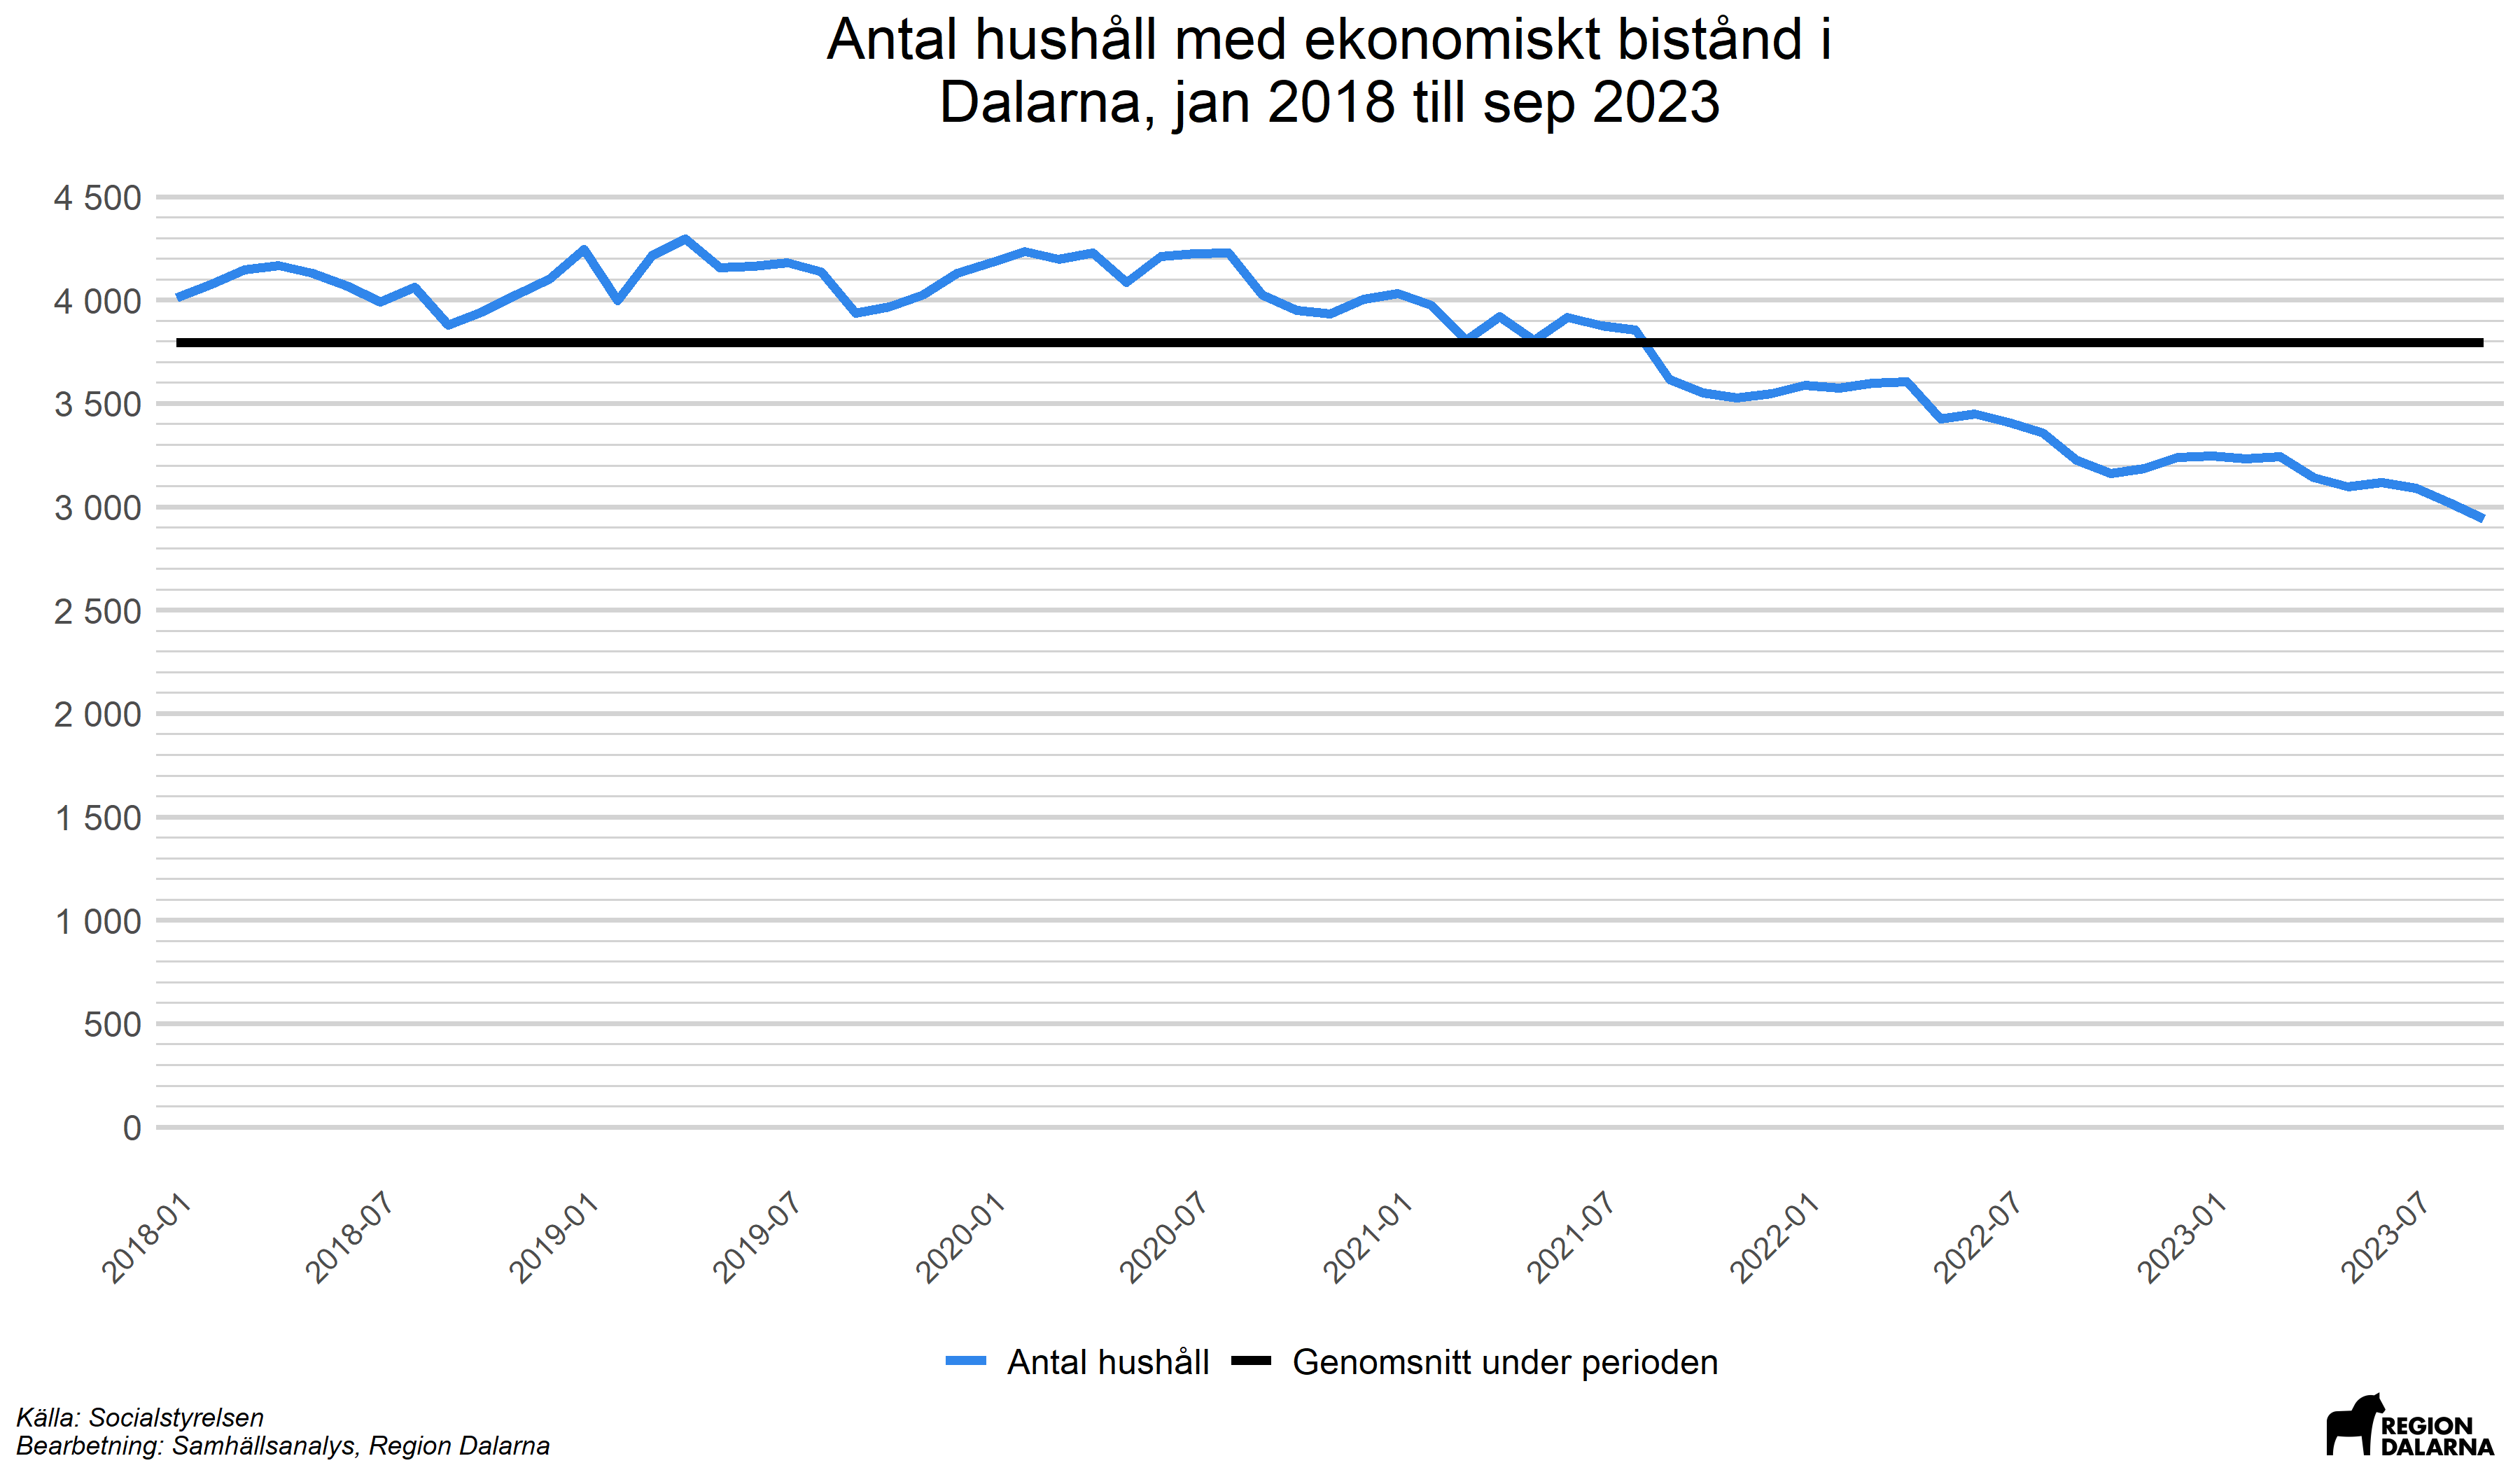 Antal hushåll med ekonomiskt bistånd i
Dalarna, jan 2018 till sep 2023
4 500
4 000
3 500
3 000
2 500
2 000
1 500
1 000
500
0
2018-01
2018-07
2019-01
2019-07
2020-01
2020-07
2021-01
2021-07
2022-01
2022-07
2023-01
2023-07
Antal hushåll
Genomsnitt under perioden
Källa: Socialstyrelsen
Bearbetning: Samhällsanalys, Region Dalarna
REGION
DALARNA